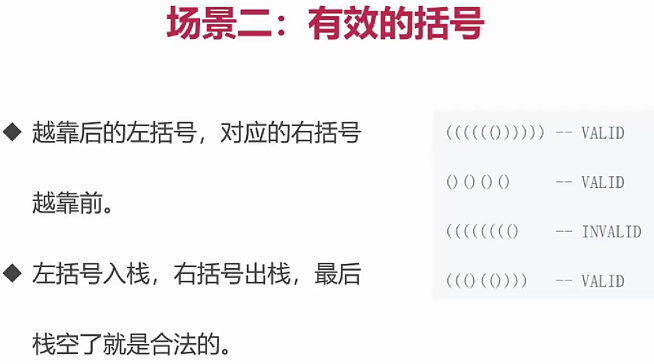 场景二：有效的括号
◆ 越靠后的左括号，对应的右括号
越靠前。
◆ 左括号入栈，右括号出栈，最后
栈空了就是合法的。
(((((()))))) -- VALID
()()()() -- VALID
(((((((() -- INVALID
((()(()))) -- VALID